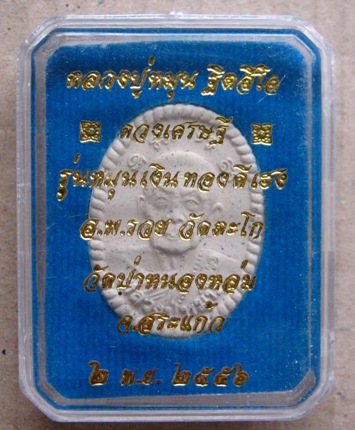 หลวงปู่หมุน ฐิตสีโล
ดวงเศรษฐี
รุ่นหมุนเงินทองดีเฮง
อ.พ.รวย วัดตะโก
วัดป่าหนองหล่ม
จ.สระแก้ว
๒ พ.ย. ๒๕๕๖